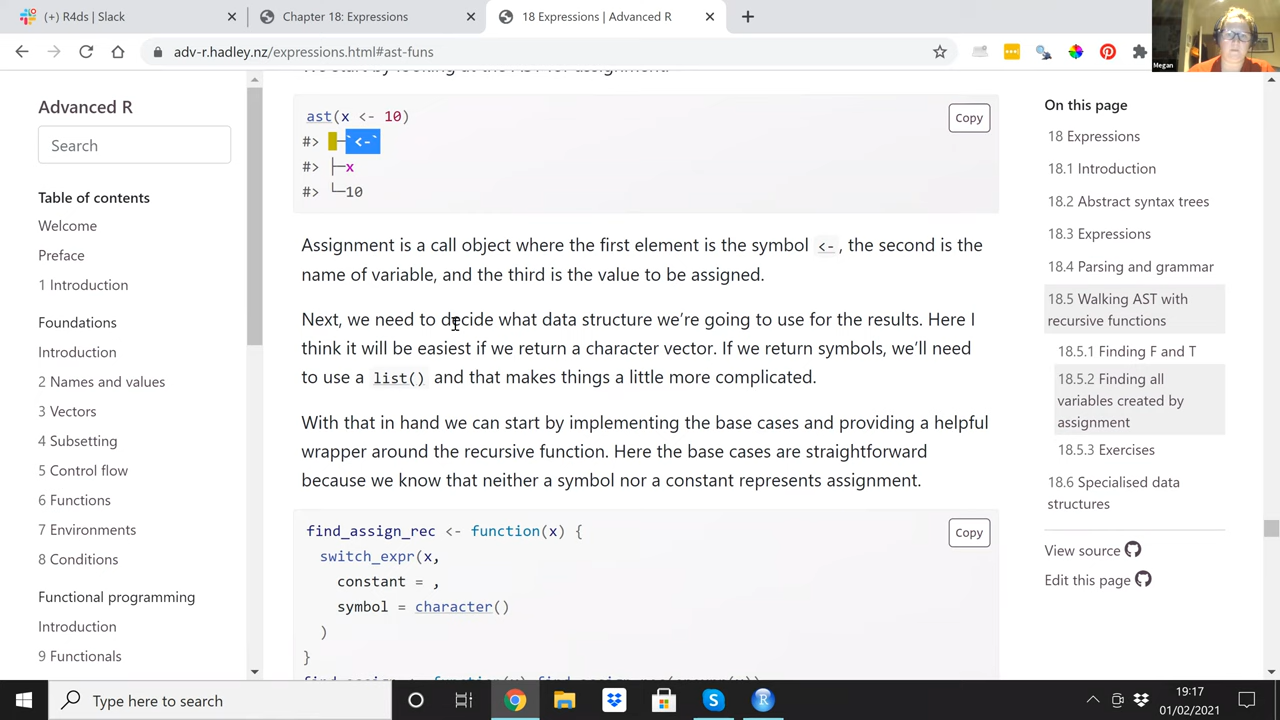 (+) R4ds | Slack
Chapter 18: Expressions
18 Expressions | Advanced R
adv-r.hadley.nz/expressions.html#ast-funs
Megan
Advanced R
Search
Table of contents
Welcome
Preface
1 Introduction
Foundations
Introduction
2 Names and values
3 Vectors
4 Subsetting
5 Control flow
6 Functions
7 Environments
8 Conditions
Functional programming
Introduction
9 Functionals
ast(x <- 10)
#> █─`<-`
#> ├─x
#> └─10
Copy
Assignment is a call object where the first element is the symbol <-, the second is the
name of variable, and the third is the value to be assigned.
Next, we need to decide what data structure we’re going to use for the results. Here I
think it will be easiest if we return a character vector. If we return symbols, we’ll need
to use a list() and that makes things a little more complicated.
With that in hand we can start by implementing the base cases and providing a helpful
wrapper around the recursive function. Here the base cases are straightforward
because we know that neither a symbol nor a constant represents assignment.
find_assign_rec <- function(x) {
switch_expr(x,
constant = ,
symbol = character()
)
}
Copy
On this page
18 Expressions
18.1 Introduction
18.2 Abstract syntax trees
18.3 Expressions
18.4 Parsing and grammar
18.5 Walking AST with
recursive functions
18.5.1 Finding F and T
18.5.2 Finding all
variables created by
assignment
18.5.3 Exercises
18.6 Specialised data
structures
View source
Edit this page
Type here to search
19:17
01/02/2021